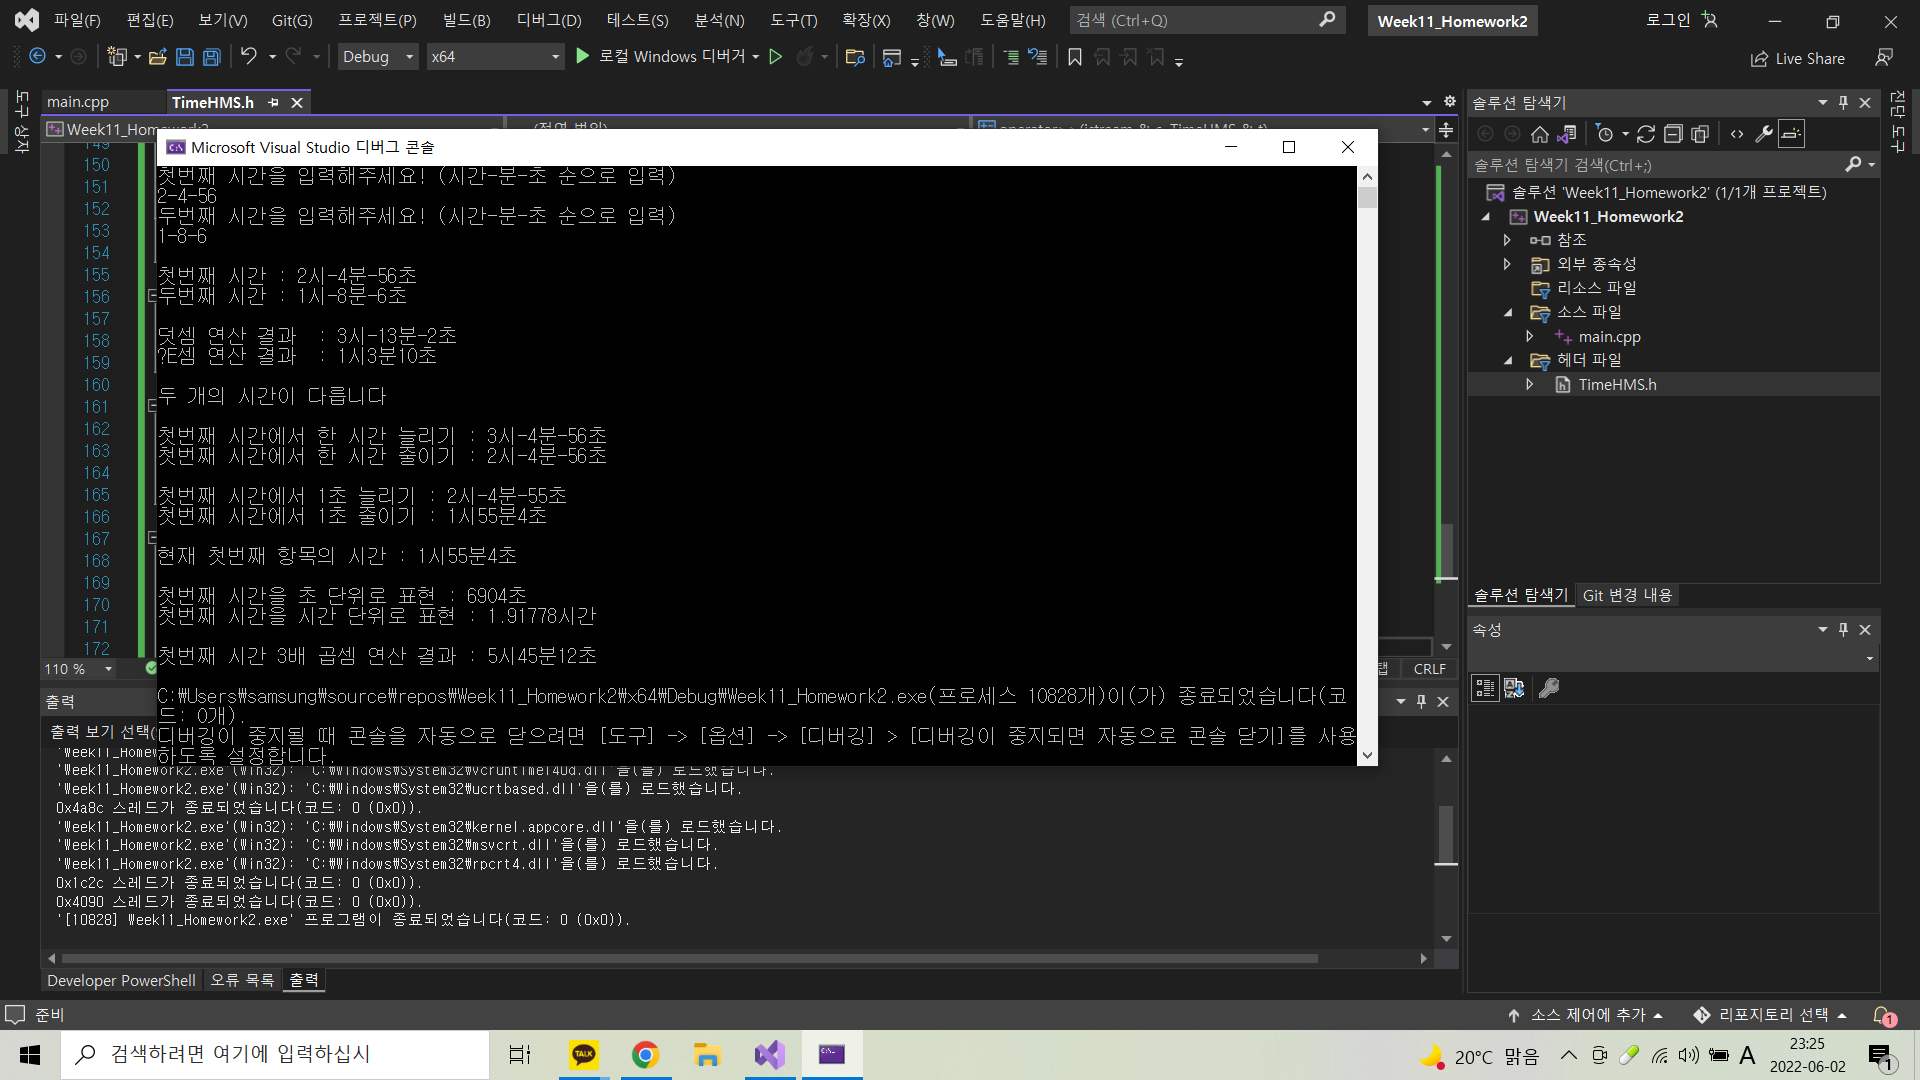 파일(F) 편집(E) 보기(V) Git(G) 프로젝트(P) 빌드(B) 디버그(D) 테스트(S) 분석(N) 도구(T) 확장(X) 창(W) 도움말(H) 검색 (Ctrl+Q) Week11_Homework2 로그인
Debug x64 로컬 Windows 디버거 Live Share
도구 상자
main.cpp TimeHMS.h
Week11_Homework2
Microsoft Visual Studio 디버그 콘솔
149
150
151
152
153
154
155
156
157
158
159
160
161
162
163
164
165
166
167
168
169
170
171
172
첫번째 시간을 입력해주세요! (시간-분-초 순으로 입력)
2-4-56
두번째 시간을 입력해주세요! (시간-분-초 순으로 입력)
1-8-6
첫번째 시간 : 2시-4분-56초
두번째 시간 : 1시-8분-6초
덧셈 연산 결과  : 3시-13분-2초
?E셈 연산 결과  : 1시3분10초
두 개의 시간이 다릅니다
첫번째 시간에서 한 시간 늘리기 : 3시-4분-56초
첫번째 시간에서 한 시간 줄이기 : 2시-4분-56초
첫번째 시간에서 1초 늘리기 : 2시-4분-55초
첫번째 시간에서 1초 줄이기 : 1시55분4초
현재 첫번째 항목의 시간 : 1시55분4초
첫번째 시간을 초 단위로 표현 : 6904초
첫번째 시간을 시간 단위로 표현 : 1.91778시간
첫번째 시간 3배 곱셈 연산 결과 : 5시45분12초
C:₩Users₩samsung₩source₩repos₩Week11_Homework2₩x64₩Debug₩Week11_Homework2.exe(프로세스 10828개)이(가) 종료되었습니다(코
드: 0개).
디버깅이 중지될 때 콘솔을 자동으로 닫으려면 [도구] -> [옵션] -> [디버깅] > [디버깅이 중지되면 자동으로 콘솔 닫기]를 사용
하도록 설정합니다.
110 % 탭 CRLF
출력
출력 보기 선택(
'Week11_Homew
'Week11_Homework2.exe'(Win32): 'C:₩Windows₩System32₩vcruntime140d.dll'을(를) 로드했습니다.
'Week11_Homework2.exe'(Win32): 'C:₩Windows₩System32₩ucrtbased.dll'을(를) 로드했습니다.
0x4a8c 스레드가 종료되었습니다(코드: 0 (0x0)).
'Week11_Homework2.exe'(Win32): 'C:₩Windows₩System32₩kernel.appcore.dll'을(를) 로드했습니다.
'Week11_Homework2.exe'(Win32): 'C:₩Windows₩System32₩msvcrt.dll'을(를) 로드했습니다.
'Week11_Homework2.exe'(Win32): 'C:₩Windows₩System32₩rpcrt4.dll'을(를) 로드했습니다.
0x1c2c 스레드가 종료되었습니다(코드: 0 (0x0)).
0x4090 스레드가 종료되었습니다(코드: 0 (0x0)).
'[10828] Week11_Homework2.exe' 프로그램이 종료되었습니다(코드: 0 (0x0)).
Developer PowerShell 오류 목록 출력
솔루션 탐색기
솔루션 탐색기 검색(Ctrl+;)
솔루션 'Week11_Homework2' (1/1개 프로젝트)
Week11_Homework2
참조
외부 종속성
리소스 파일
소스 파일
main.cpp
헤더 파일
TimeHMS.h
솔루션 탐색기 Git 변경 내용
속성
진단 도구
준비 소스 제어에 추가 리포지토리 선택 1
검색하려면 여기에 입력하십시 TALK 20°C 맑음 A 23:25
2022-06-02 1